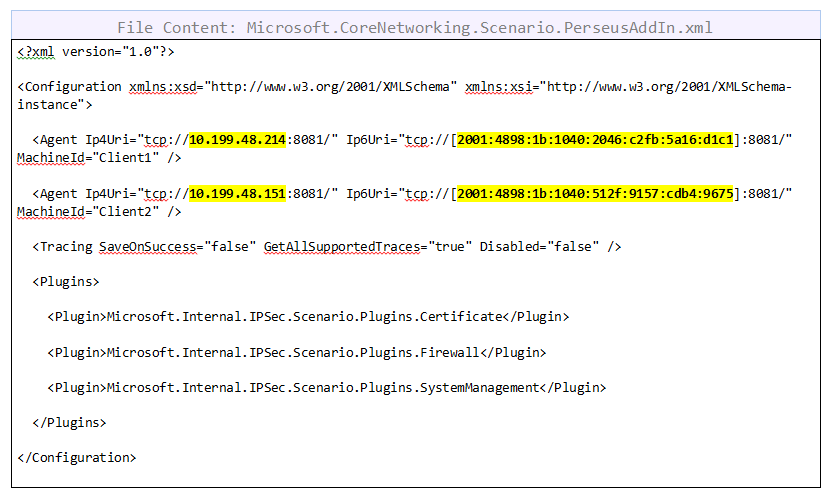 File Content: Microsoft.CoreNetworking.Scenario.PerseusAddIn.xml
<?xml version="1.0"?>
<Configuration xmlns:xsd="http://www.w3.org/2001/XMLSchema" xmlns:xsi="http://www.w3.org/2001/XMLSchema-
instance">
<Agent Ip4Uri="tcp://10.199.48.214:8081/" Ip6Uri="tcp://[2001:4898:1b:1040:2046:c2fb:5a16:d1c1]:8081/"
MachineId="Client1" />
<Agent Ip4Uri="tcp://10.199.48.151:8081/" Ip6Uri="tcp://[2001:4898:1b:1040:512f:9157:cdb4:9675]:8081/"
MachineId="Client2" />
<Tracing SaveOnSuccess="false" GetAllSupportedTraces="true" Disabled="false" />
<Plugins>
<Plugin>Microsoft.Internal.IPSec.Scenario.Plugins.Certificate</Plugin>
<Plugin>Microsoft.Internal.IPSec.Scenario.Plugins.Firewall</Plugin>
<Plugin>Microsoft.Internal.IPSec.Scenario.Plugins.SystemManagement</Plugin>
</Plugins>
</Configuration>